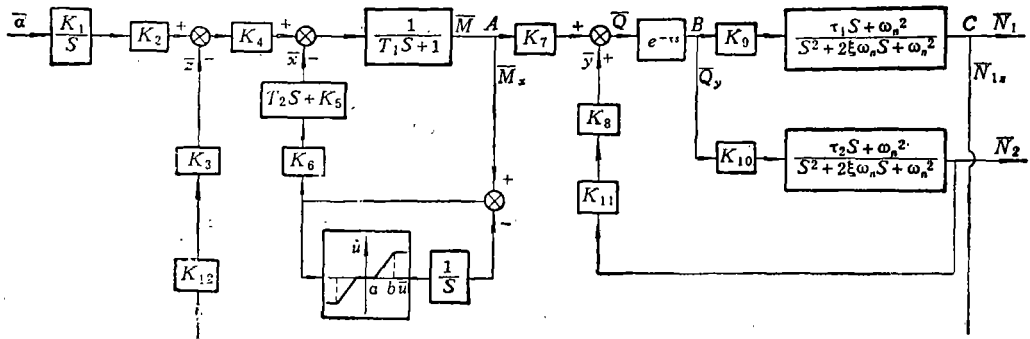 ā
K₁
S
K₂
+
−
z̄
K₄
+
−
x̄
1
T₁S+1
M̄ A
M̄ₓ
K₇
+
+
Q̄
ȳ
e^{-τs}
B
Q̄ᵧ
K₉
τ₁S+ωₙ²
S²+2ξωₙS+ωₙ²
C N̄₁
N̄₁ₛ
T₂S+K₅
K₆
K₃
K₁₂
+
−
u̇
a b ū
1
S
K₈
K₁₁
K₁₀
τ₂S+ωₙ²
S²+2ξωₙS+ωₙ²
N̄₂